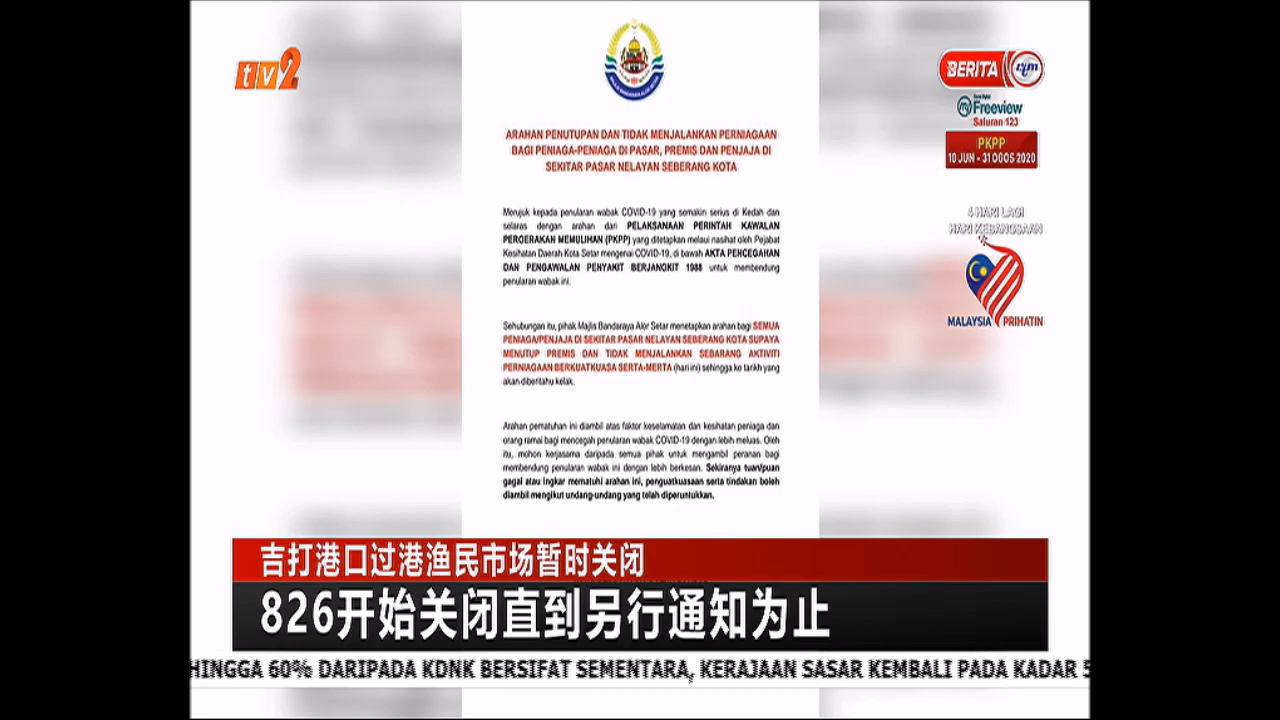 tv2
BERITA rtm
Freeview
Saluran 123
PKPP
10 JUN - 31 OGOS 2020
4 HARI LAGI
HARI KEBANGSAAN
MALAYSIA PRIHATIN
ARAHAN PENUTUPAN DAN TIDAK MENJALANKAN PERNIAGAAN
BAGI PENIAGA-PENIAGA DI PASAR, PREMIS DAN PENJAJA DI
SEKITAR PASAR NELAYAN SEBERANG KOTA
Merujuk kepada penularan wabak COVID-19 yang semakin serius di Kedah dan
selaras dengan arahan dari PELAKSANAAN PERINTAH KAWALAN
PERGERAKAN MEMULIHAN (PKPP) yang ditetapkan melaui nasihat oleh Pejabat
Kesihatan Daerah Kota Setar mengenai COVID-19, di bawah AKTA PENCEGAHAN
DAN PENGAWALAN PENYAKIT BERJANGKIT 1988 untuk membendung
penularan wabak ini.
Sehubungan itu, pihak Majlis Bandaraya Alor Setar menetapkan arahan bagi SEMUA
PENIAGA/PENJAJA DI SEKITAR PASAR NELAYAN SEBERANG KOTA SUPAYA
MENUTUP PREMIS DAN TIDAK MENJALANKAN SEBARANG AKTIVITI
PERNIAGAAN BERKUATKUASA SERTA-MERTA (hari ini) sehingga ke tarikh yang
akan diberitahu kelak.
Arahan pematuhan ini diambil atas faktor keselamatan dan kesihatan peniaga dan
orang ramai bagi mencegah penularan wabak COVID-19 dengan lebih meluas. Oleh
itu, mohon kerjasama daripada semua pihak untuk mengambil peranan bagi
membendung penularan wabak ini dengan lebih berkesan. Sekiranya tuan/puan
gagal atau ingkar mematuhi arahan ini, penguatkuasaan serta tindakan boleh
diambil mengikut undang-undang yang telah diperuntukkan.
吉打港口过港渔民市场暂时关闭
826开始关闭直到另行通知为止
HINGGA 60% DARIPADA KDNK BERSIFAT SEMENTARA, KERAJAAN SASAR KEMBALI PADA KADAR 5